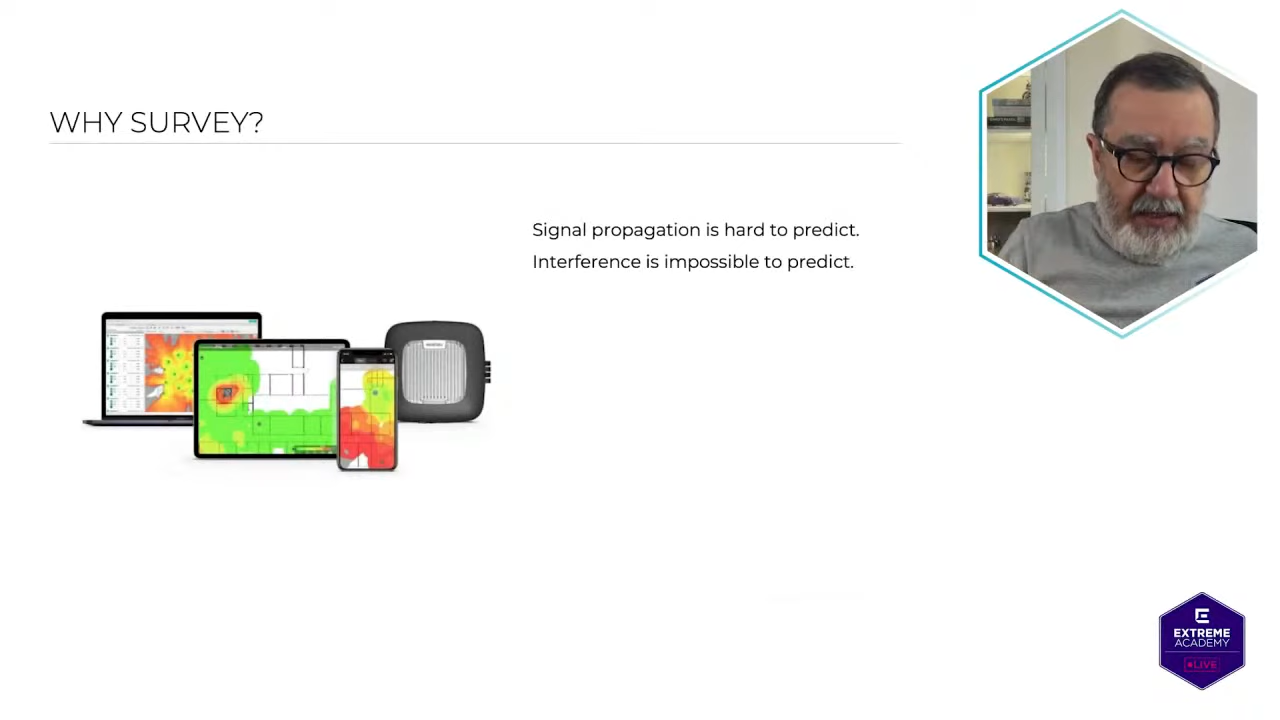 WHY SURVEY?
Signal propagation is hard to predict.
Interference is impossible to predict.
EXTREME
ACADEMY
LIVE